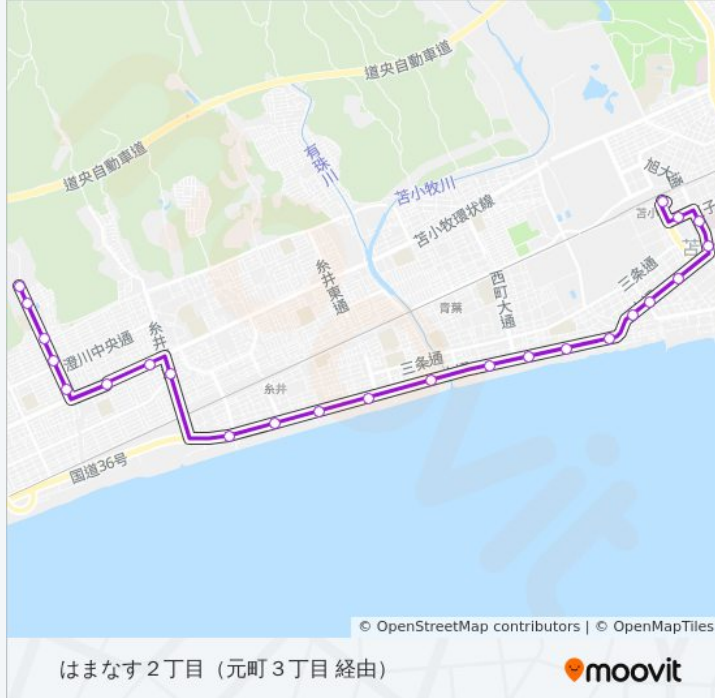 道央自動車道
道央自動車道
有珠川
苫小牧川
旭大通
苫小牧環状線
苫小
子
苫
糸井東通
西町大通
三条通
青葉
糸井
澄川中央通
三条通
糸井
国道36号
© OpenStreetMap contributors | © OpenMapTiles
はまなす２丁目（元町３丁目 経由）
moovit